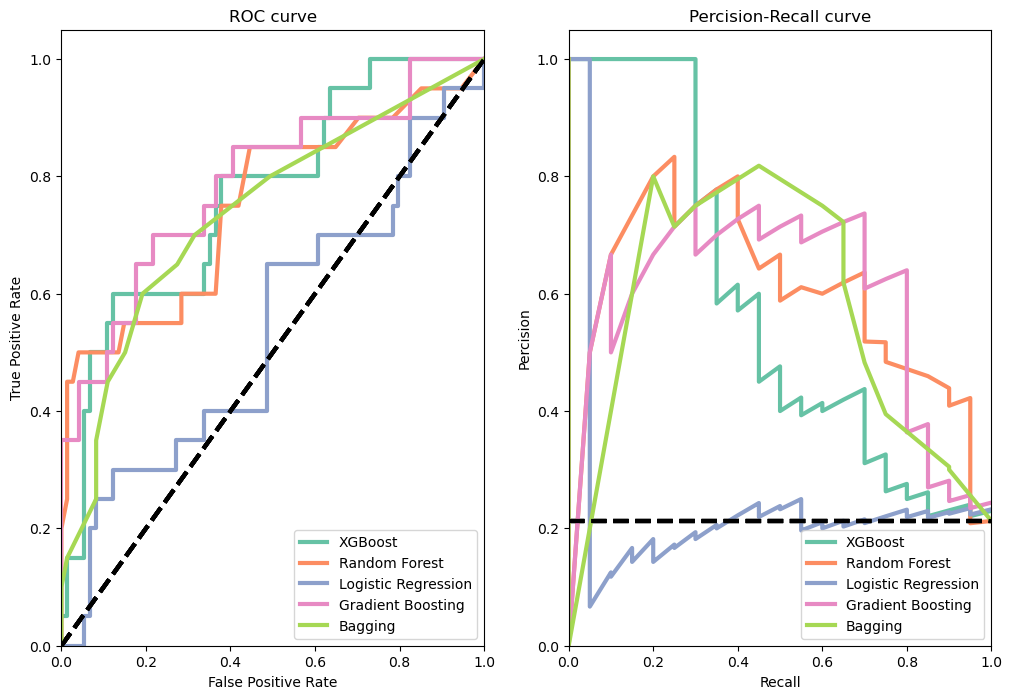 ROC curve
True Positive Rate
1.0
0.8
0.6
0.4
0.2
0.0
0.0 0.2 0.4 0.6 0.8 1.0
False Positive Rate
XGBoost
Random Forest
Logistic Regression
Gradient Boosting
Bagging
Percision-Recall curve
Percision
1.0
0.8
0.6
0.4
0.2
0.0
0.0 0.2 0.4 0.6 0.8 1.0
Recall
XGBoost
Random Forest
Logistic Regression
Gradient Boosting
Bagging